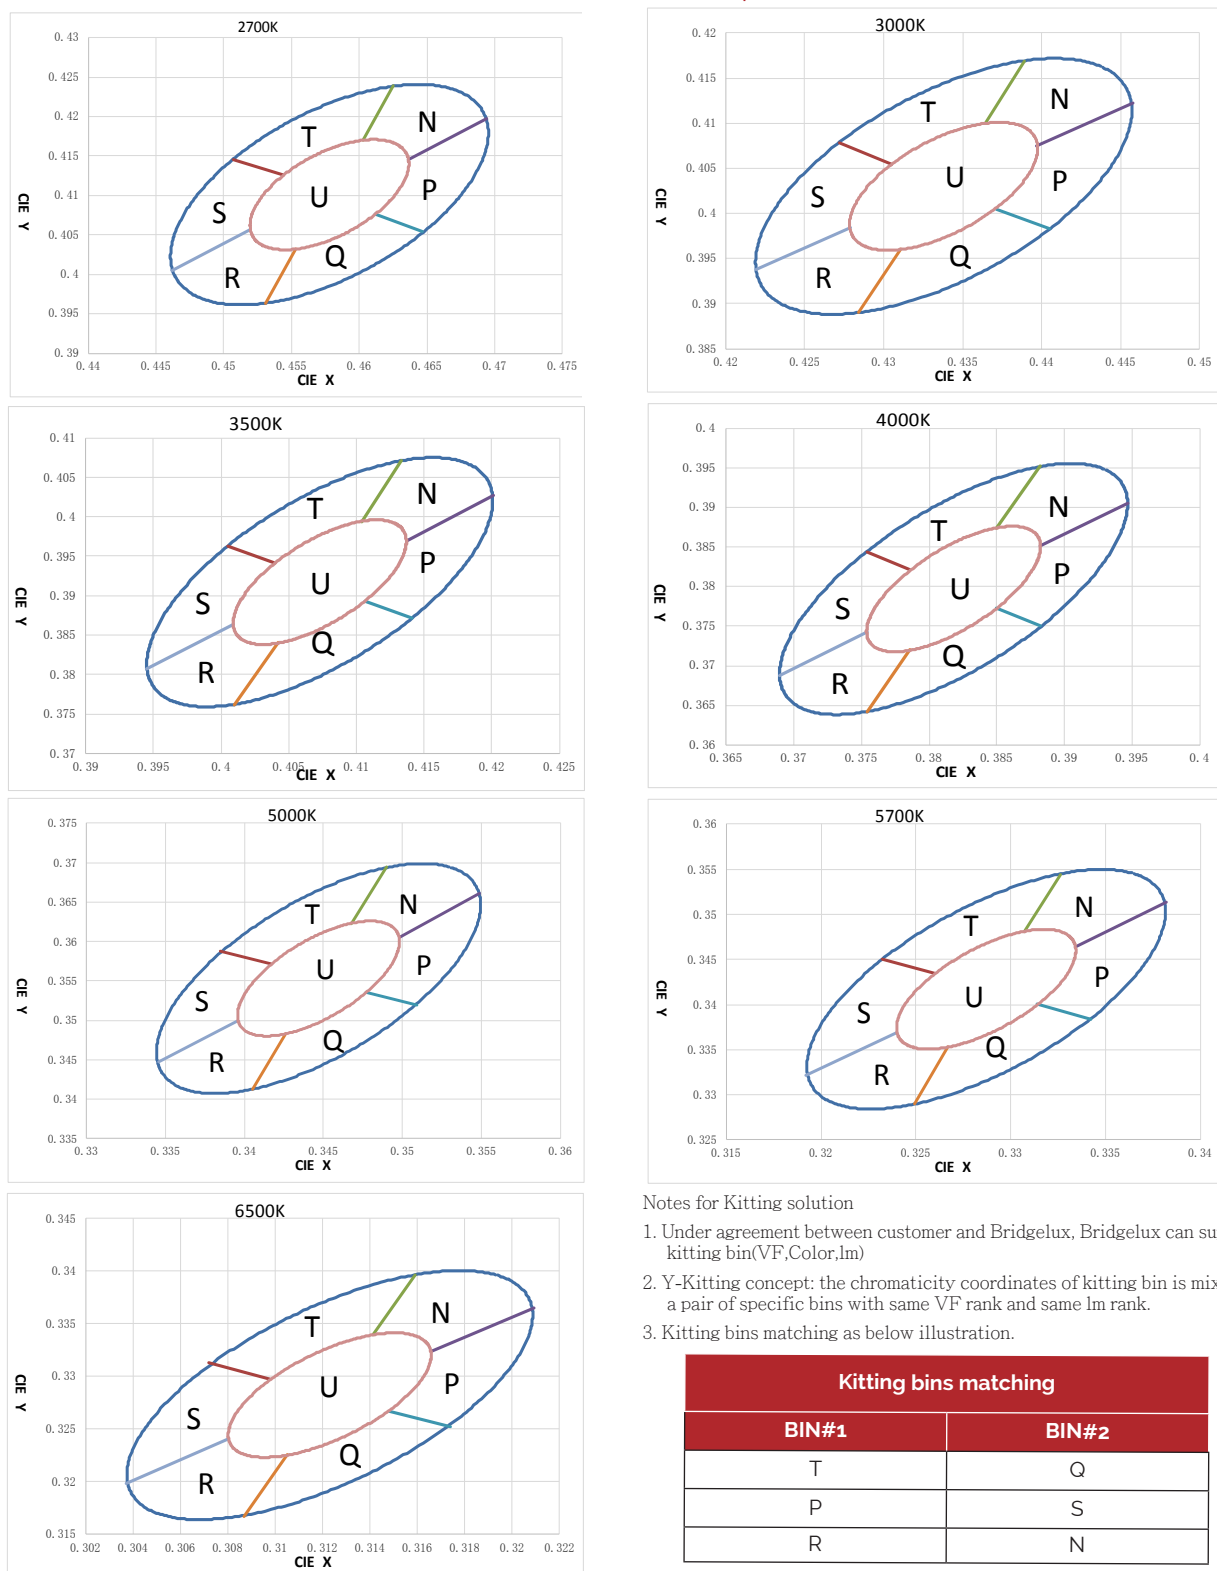 2700K
0.43
0.425
0.42
0.415
0.41
0.405
0.4
0.395
0.39
CIE Y
T
N
S
U
P
R
Q
0.44 0.445 0.45 0.455 0.46 0.465 0.47 0.475
CIE X
3000K
0.42
0.415
0.41
0.405
0.4
0.395
0.39
0.385
CIE Y
T
N
S
U
P
R
Q
0.42 0.425 0.43 0.435 0.44 0.445 0.45
CIE X
3500K
0.41
0.405
0.4
0.395
0.39
0.385
0.38
0.375
0.37
CIE Y
T
N
S
U
P
R
Q
0.39 0.395 0.4 0.405 0.41 0.415 0.42 0.425
CIE X
4000K
0.4
0.395
0.39
0.385
0.38
0.375
0.37
0.365
0.36
CIE Y
T
N
S
U
P
R
Q
0.365 0.37 0.375 0.38 0.385 0.39 0.395 0.4
CIE X
5000K
0.375
0.37
0.365
0.36
0.355
0.35
0.345
0.34
0.335
CIE Y
T
N
S
U
P
R
Q
0.33 0.335 0.34 0.345 0.35 0.355 0.36
CIE X
5700K
0.36
0.355
0.35
0.345
0.34
0.335
0.33
0.325
CIE Y
T
N
S
U
P
R
Q
0.315 0.32 0.325 0.33 0.335 0.34
CIE X
6500K
0.345
0.34
0.335
0.33
0.325
0.32
0.315
CIE Y
T
N
S
U
P
R
Q
0.302 0.304 0.306 0.308 0.31 0.312 0.314 0.316 0.318 0.32 0.322
CIE X
Notes for Kitting solution
1. Under agreement between customer and Bridgelux, Bridgelux can su
kitting bin(VF,Color,lm)
2. Y-Kitting concept: the chromaticity coordinates of kitting bin is mix
a pair of specific bins with same VF rank and same lm rank.
3. Kitting bins matching as below illustration.
Kitting bins matching
BIN#1 BIN#2
T Q
P S
R N